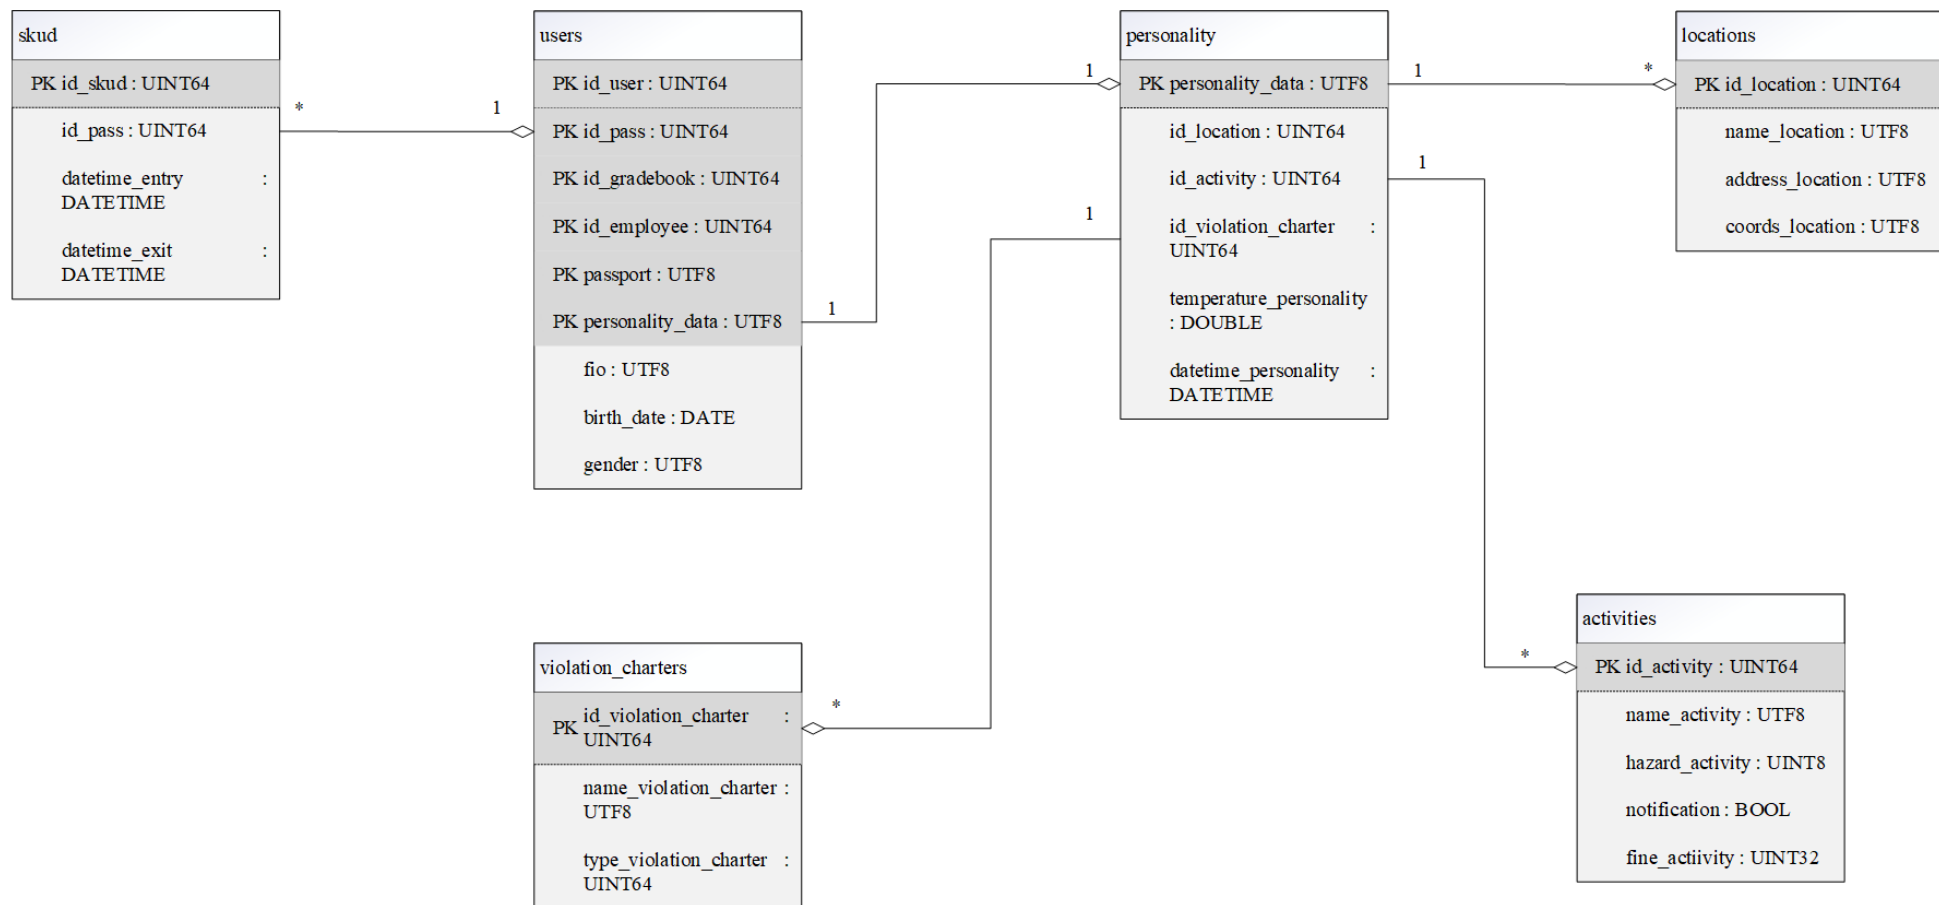 skud
PK id_skud : UINT64
id_pass : UINT64
datetime_entry :
DATETIME
datetime_exit :
DATETIME
*
1
users
PK id_user : UINT64
PK id_pass : UINT64
PK id_gradebook : UINT64
PK id_employee : UINT64
PK passport : UTF8
PK personality_data : UTF8
fio : UTF8
birth_date : DATE
gender : UTF8
1
1
personality
PK personality_data : UTF8
id_location : UINT64
id_activity : UINT64
id_violation_charter :
UINT64
temperature_personality
: DOUBLE
datetime_personality :
DATETIME
1
*
1
1
locations
PK id_location : UINT64
name_location : UTF8
address_location : UTF8
coords_location : UTF8
violation_charters
PK id_violation_charter :
UINT64
name_violation_charter :
UTF8
type_violation_charter :
UINT64
*
*
activities
PK id_activity : UINT64
name_activity : UTF8
hazard_activity : UINT8
notification : BOOL
fine_actiivity : UINT32